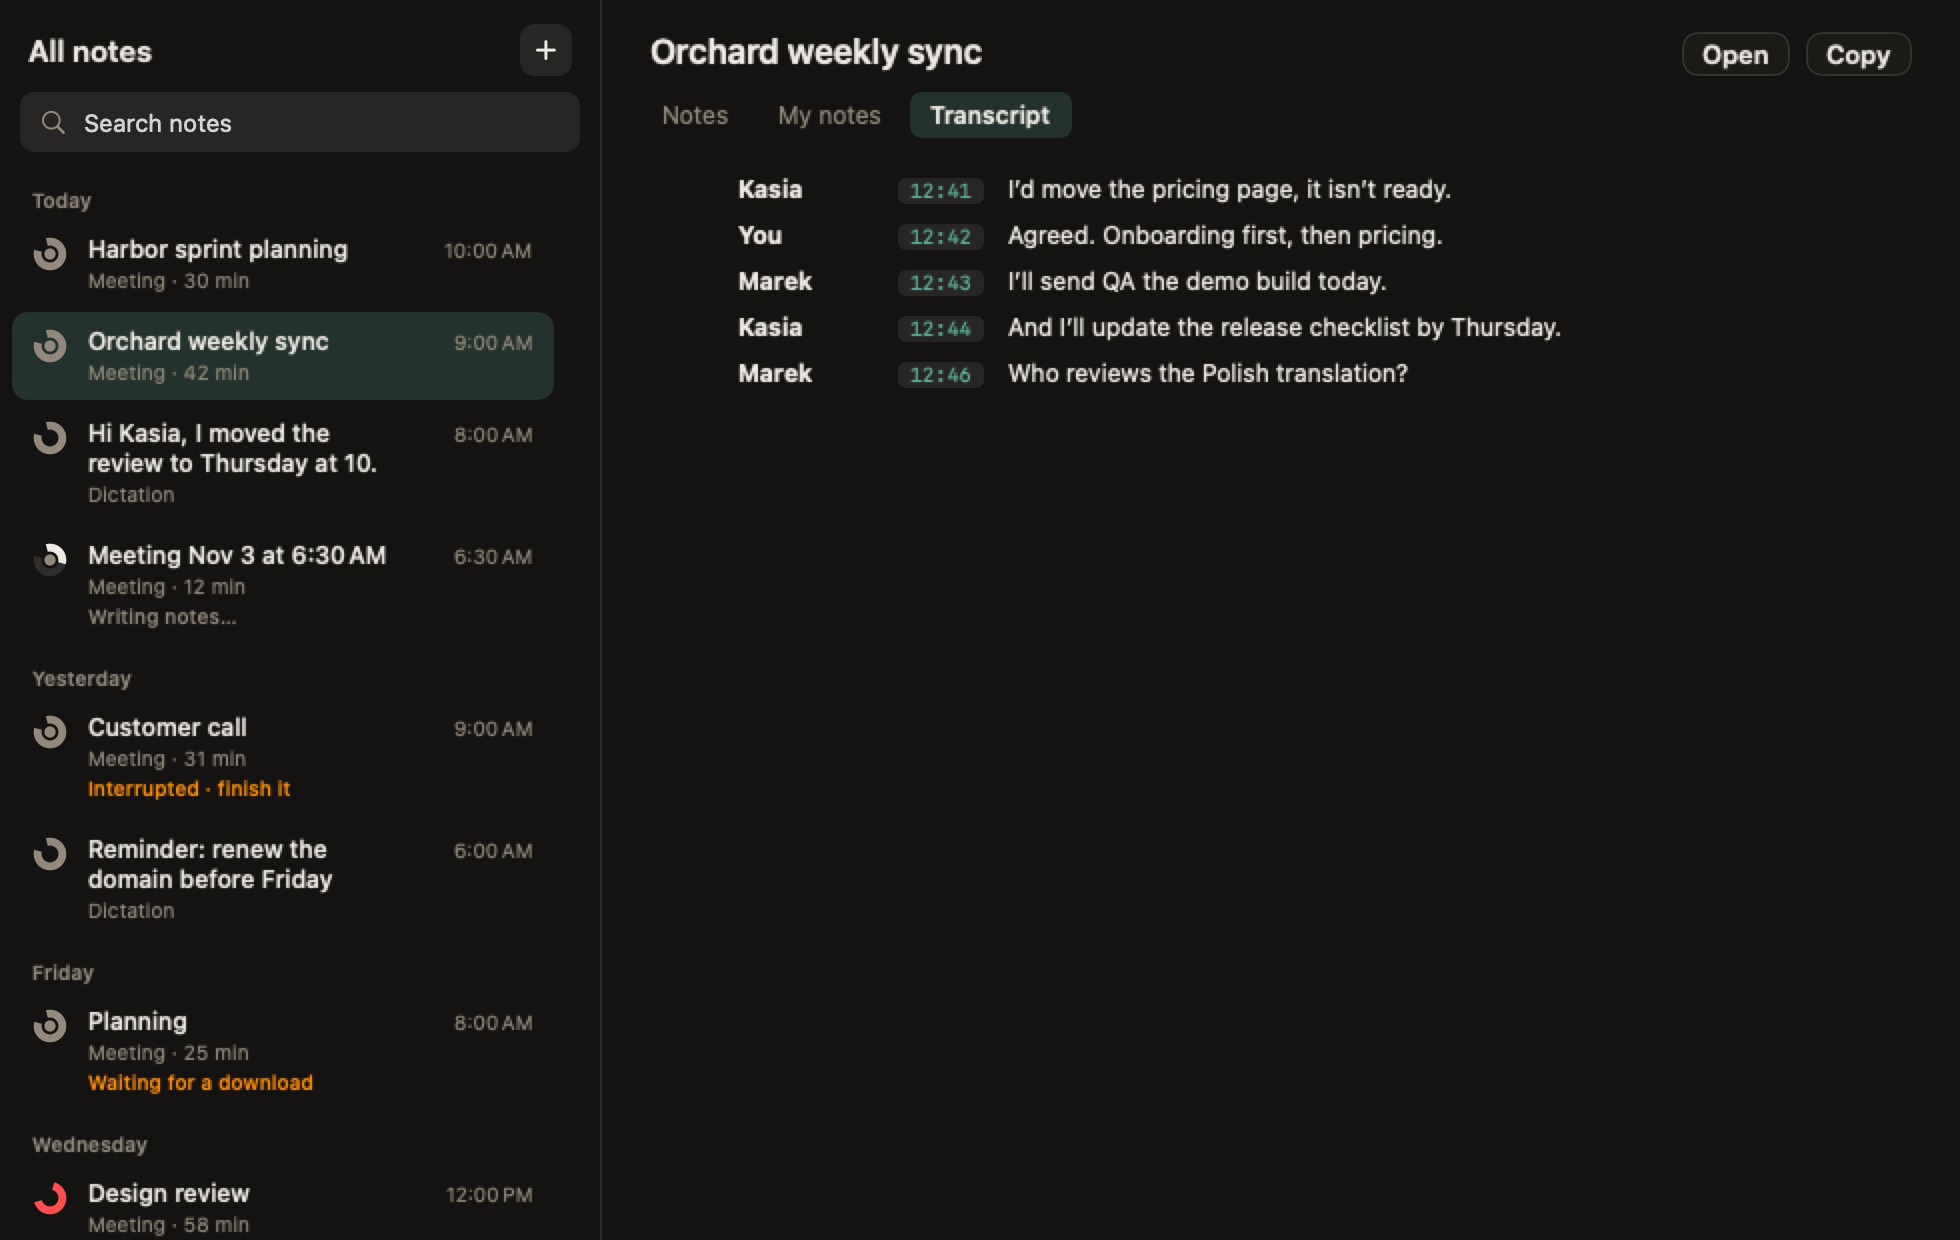 All notes
+
Search notes
Today
Harbor sprint planning 10:00 AM
Meeting · 30 min
Orchard weekly sync 9:00 AM
Meeting · 42 min
Hi Kasia, I moved the 8:00 AM
review to Thursday at 10.
Dictation
Meeting Nov 3 at 6:30 AM 6:30 AM
Meeting · 12 min
Writing notes...
Yesterday
Customer call 9:00 AM
Meeting · 31 min
Interrupted · finish it
Reminder: renew the 6:00 AM
domain before Friday
Dictation
Friday
Planning 8:00 AM
Meeting · 25 min
Waiting for a download
Wednesday
Design review 12:00 PM
Meeting · 58 min
Orchard weekly sync
Open Copy
Notes My notes Transcript
Kasia 12:41 I’d move the pricing page, it isn’t ready.
You 12:42 Agreed. Onboarding first, then pricing.
Marek 12:43 I’ll send QA the demo build today.
Kasia 12:44 And I’ll update the release checklist by Thursday.
Marek 12:46 Who reviews the Polish translation?